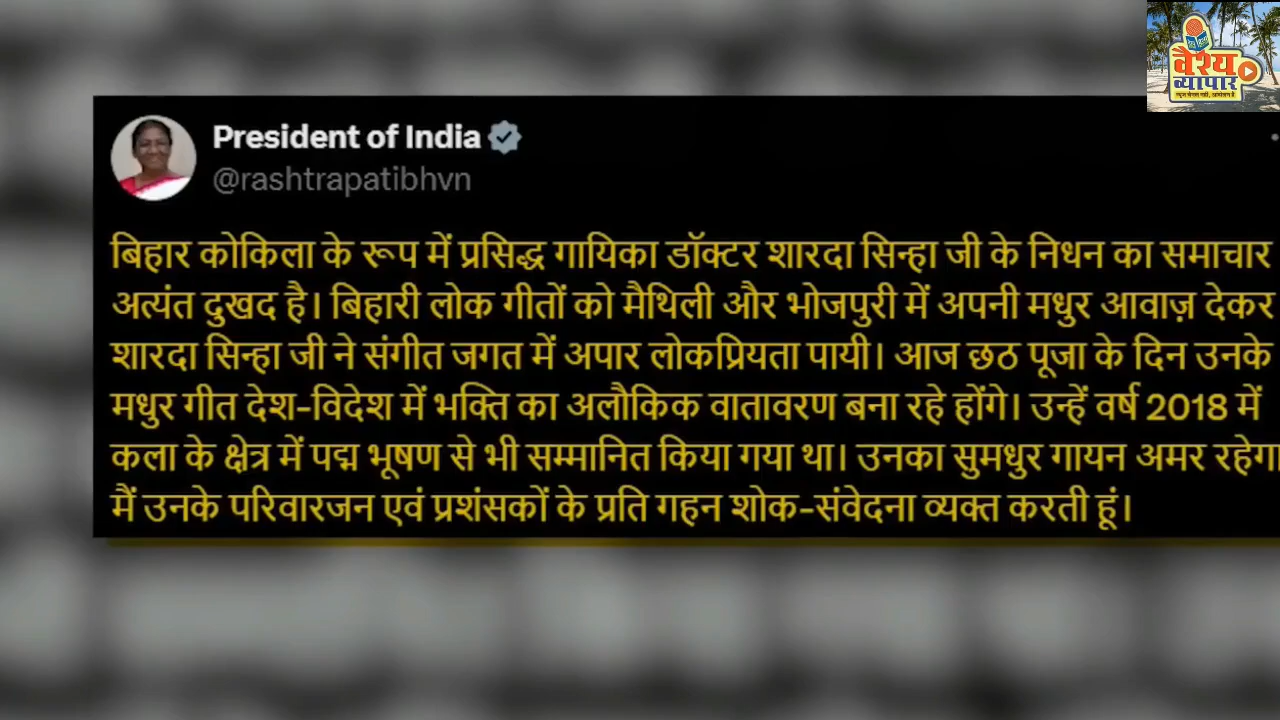 वैश्य
व्यापार
President of India
@rashtrapatibhvn
बिहार कोकिला के रूप में प्रसिद्ध गायिका डॉक्टर शारदा सिन्हा जी के निधन का समाचार
अत्यंत दुखद है। बिहारी लोक गीतों को मैथिली और भोजपुरी में अपनी मधुर आवाज़ देकर
शारदा सिन्हा जी ने संगीत जगत में अपार लोकप्रियता पायी। आज छठ पूजा के दिन उनके
मधुर गीत देश-विदेश में भक्ति का अलौकिक वातावरण बना रहे होंगे। उन्हें वर्ष 2018 में
कला के क्षेत्र में पद्म भूषण से भी सम्मानित किया गया था। उनका सुमधुर गायन अमर रहेगा
मैं उनके परिवारजन एवं प्रशंसकों के प्रति गहन शोक-संवेदना व्यक्त करती हूं।